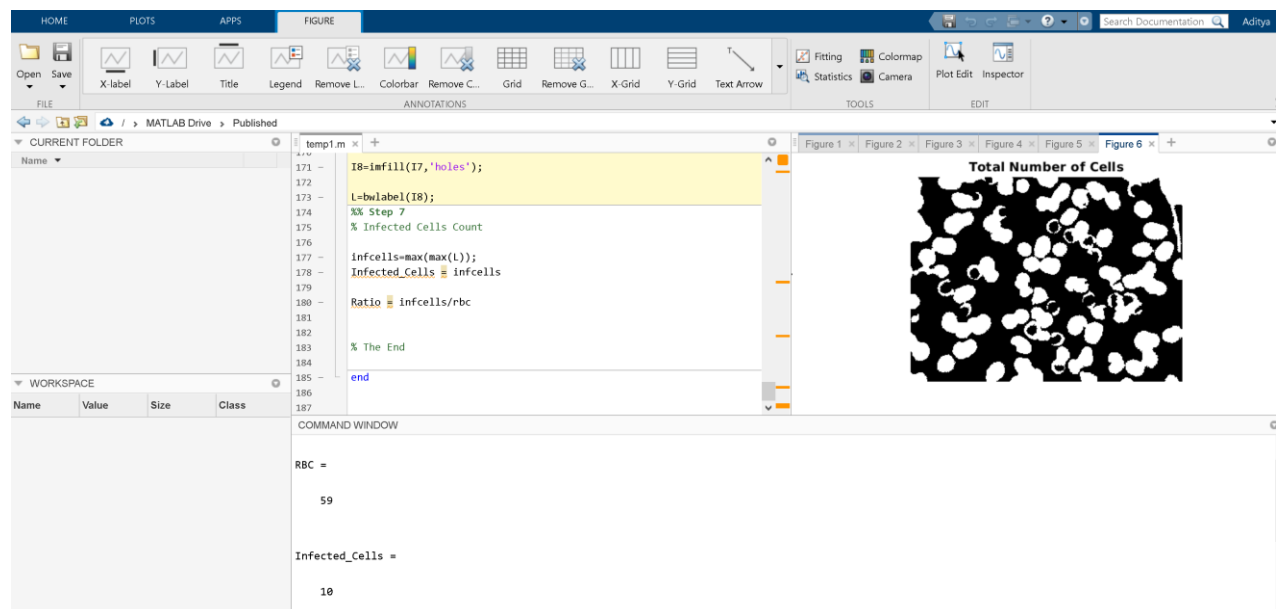 HOME PLOTS APPS FIGURE Search Documentation Aditya
Open Save X-label Y-Label Title Legend Remove L... Colorbar Remove C... Grid Remove G... X-Grid Y-Grid Text Arrow Fitting Colormap Statistics Camera Plot Edit Inspector
FILE ANNOTATIONS TOOLS EDIT
/ › MATLAB Drive › Published
CURRENT FOLDER
Name
temp1.m × +
Figure 1 × Figure 2 × Figure 3 × Figure 4 × Figure 5 × Figure 6 × +
171 – I8=imfill(I7,'holes');
172
173 – L=bwlabel(I8);
174 %% Step 7
175 % Infected Cells Count
176
177 – infcells=max(max(L));
178 – Infected_Cells = infcells
179
180 – Ratio = infcells/rbc
181
182
183 % The End
184
185 – end
186
187
Total Number of Cells
WORKSPACE
Name Value Size Class
COMMAND WINDOW
RBC =
59
Infected_Cells =
10